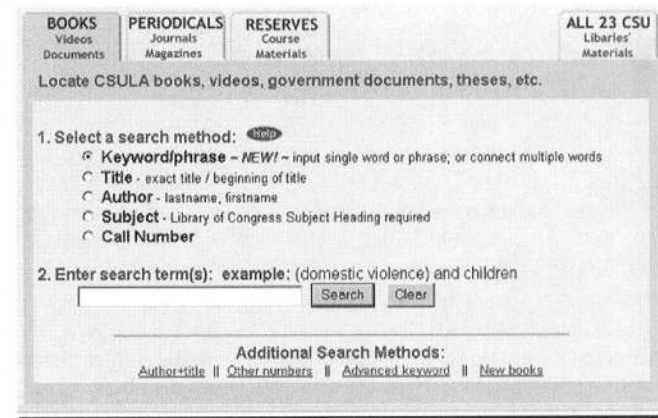 BOOKS
Videos
Documents
PERIODICALS
Journals
Magazines
RESERVES
Course
Materials
ALL 23 CSU
Libaries'
Materials
Locate CSULA books, videos, government documents, theses, etc.
1. Select a search method: Help
Keyword/phrase ~ NEW! ~ input single word or phrase; or connect multiple words
Title - exact title / beginning of title
Author - lastname, firstname
Subject - Library of Congress Subject Heading required
Call Number
2. Enter search term(s): example: (domestic violence) and children
Search Clear
Additional Search Methods:
Author+title || Other numbers || Advanced keyword || New books